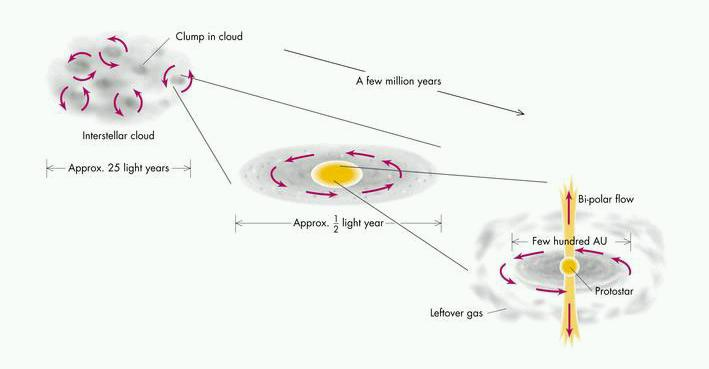 Clump in cloud
A few million years
Interstellar cloud
Approx. 25 light years
Approx. 1/2 light year
Bi-polar flow
Few hundred AU
Protostar
Leftover gas